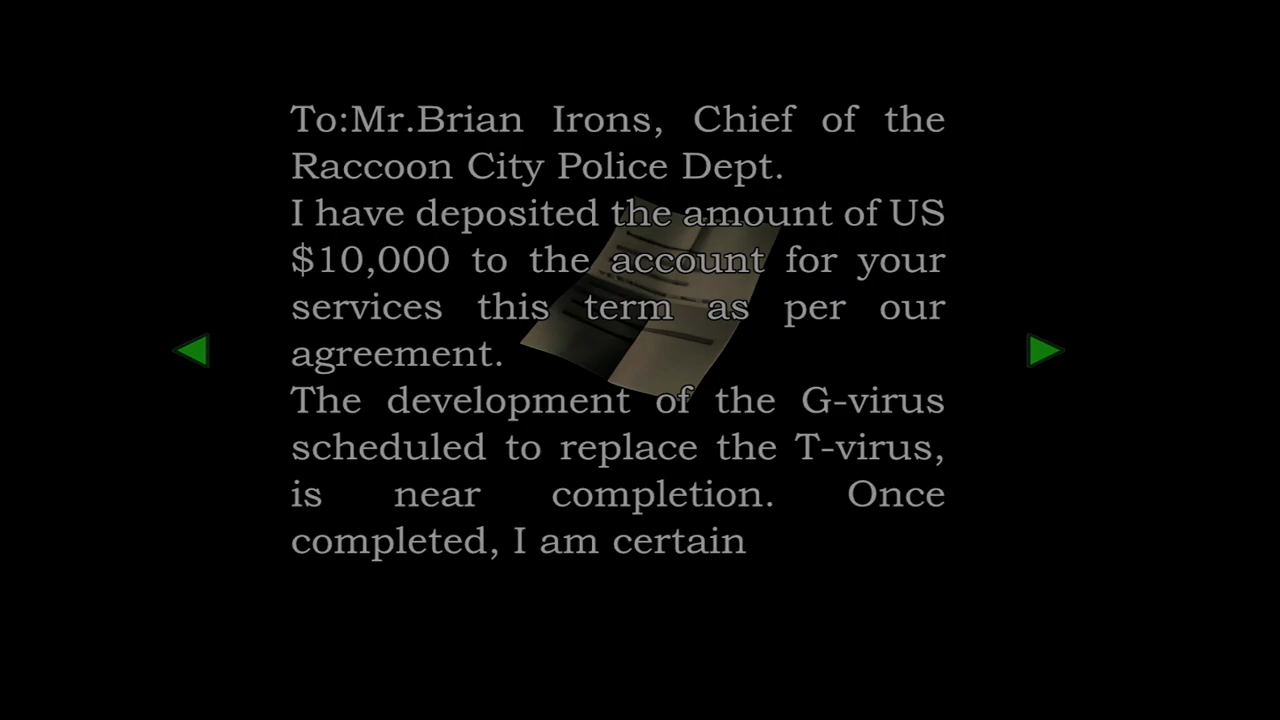 To:Mr.Brian Irons, Chief of the
Raccoon City Police Dept.
I have deposited the amount of US
$10,000 to the account for your
services this term as per our
agreement.
The development of the G-virus
scheduled to replace the T-virus,
is near completion. Once
completed, I am certain